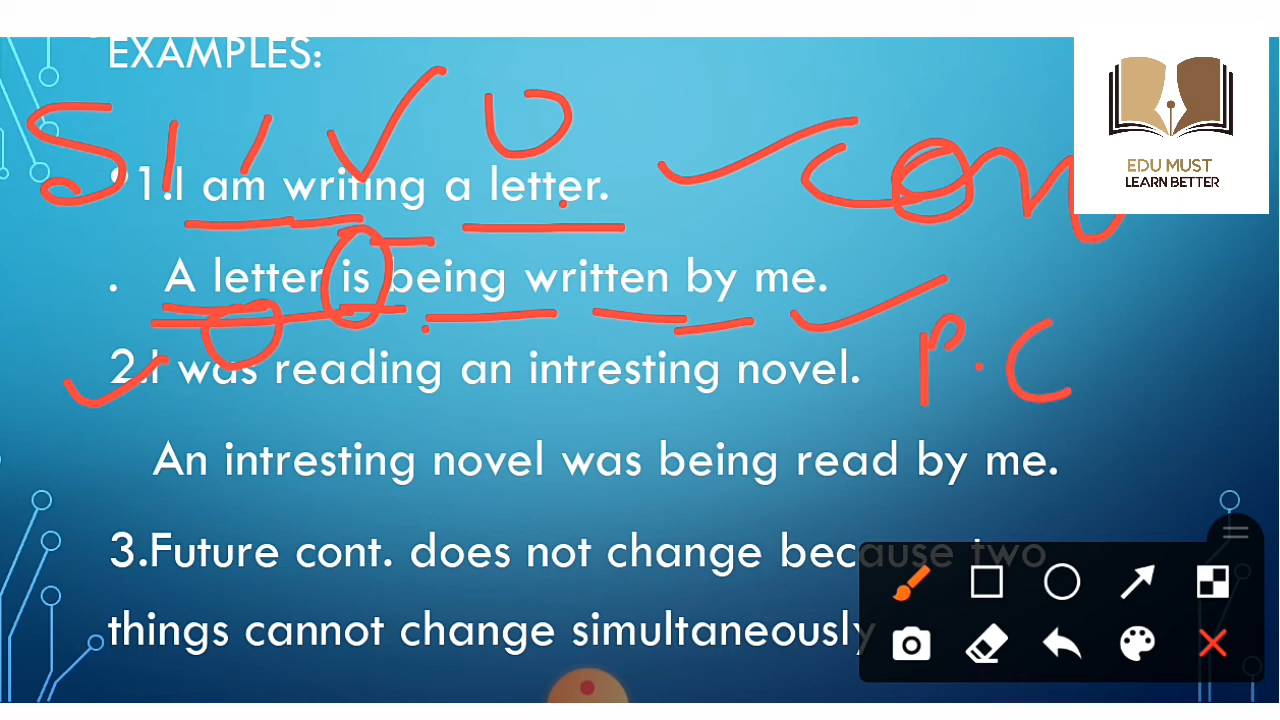 EXAMPLES:
S I V O con
1.I am writing a letter.
. A letter is being written by me.
2.I was reading an intresting novel.
P.C
An intresting novel was being read by me.
3.Future cont. does not change because two
things cannot change simultaneously
EDU MUST
LEARN BETTER